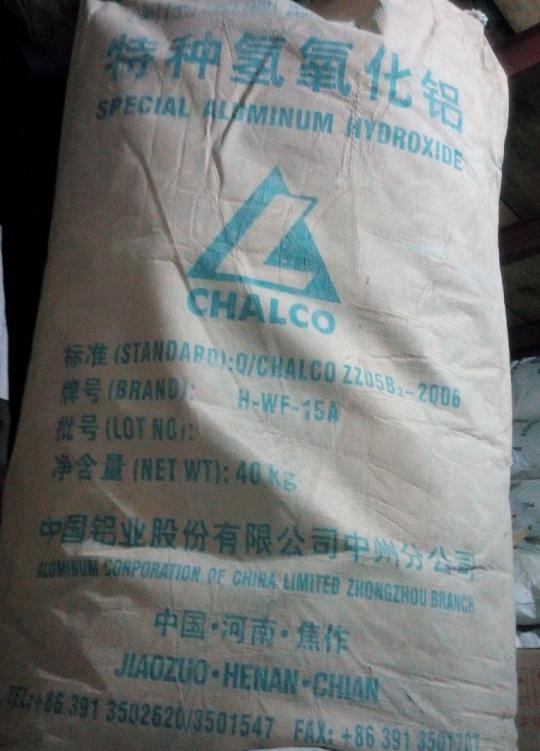 特种氢氧化铝
SPECIAL ALUMINUM HYDROXIDE
CHALCO
标准 (STANDARD):Q/CHALCO ZZ05B₂-2006
牌号 (BRAND): H-WF-15A
批号 (LOT NO):
净含量 (NET WT): 40 kg
中国铝业股份有限公司中州分公司
ALUMINUM CORPORATION OF CHINA LIMITED ZHONGZHOU BRANCH
中国·河南·焦作
JIAOZUO·HENAN·CHIAN
TEL:+86 391 3502620/3501547 FAX: +86 391